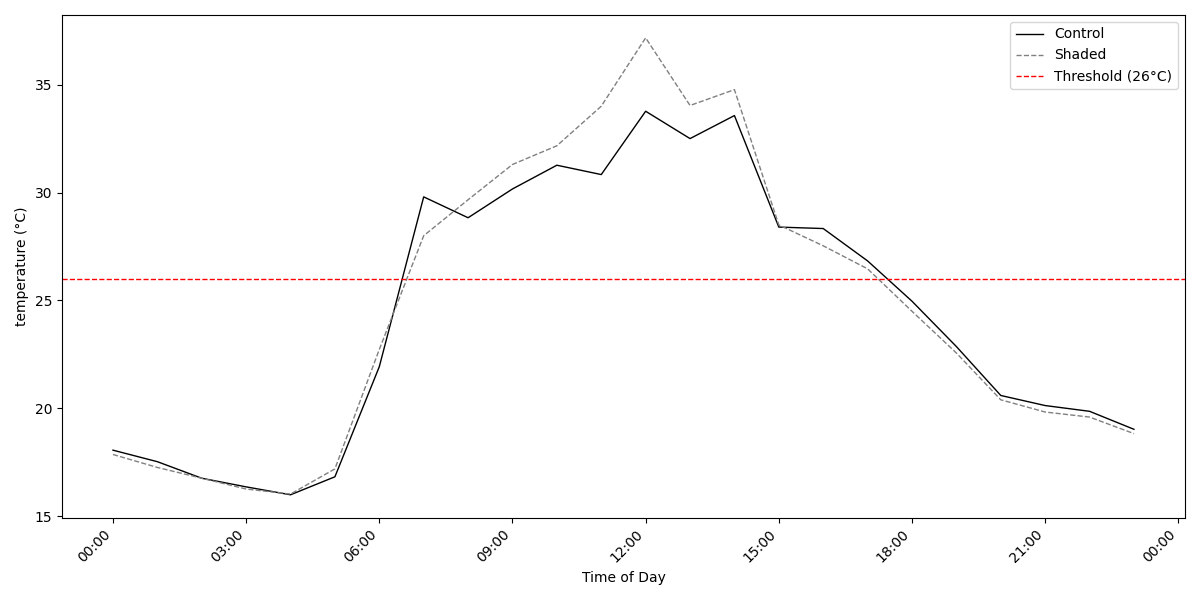 Control
Shaded
Threshold (26°C)
35
30
25
20
15
temperature (°C)
00:00 03:00 06:00 09:00 12:00 15:00 18:00 21:00 00:00
Time of Day